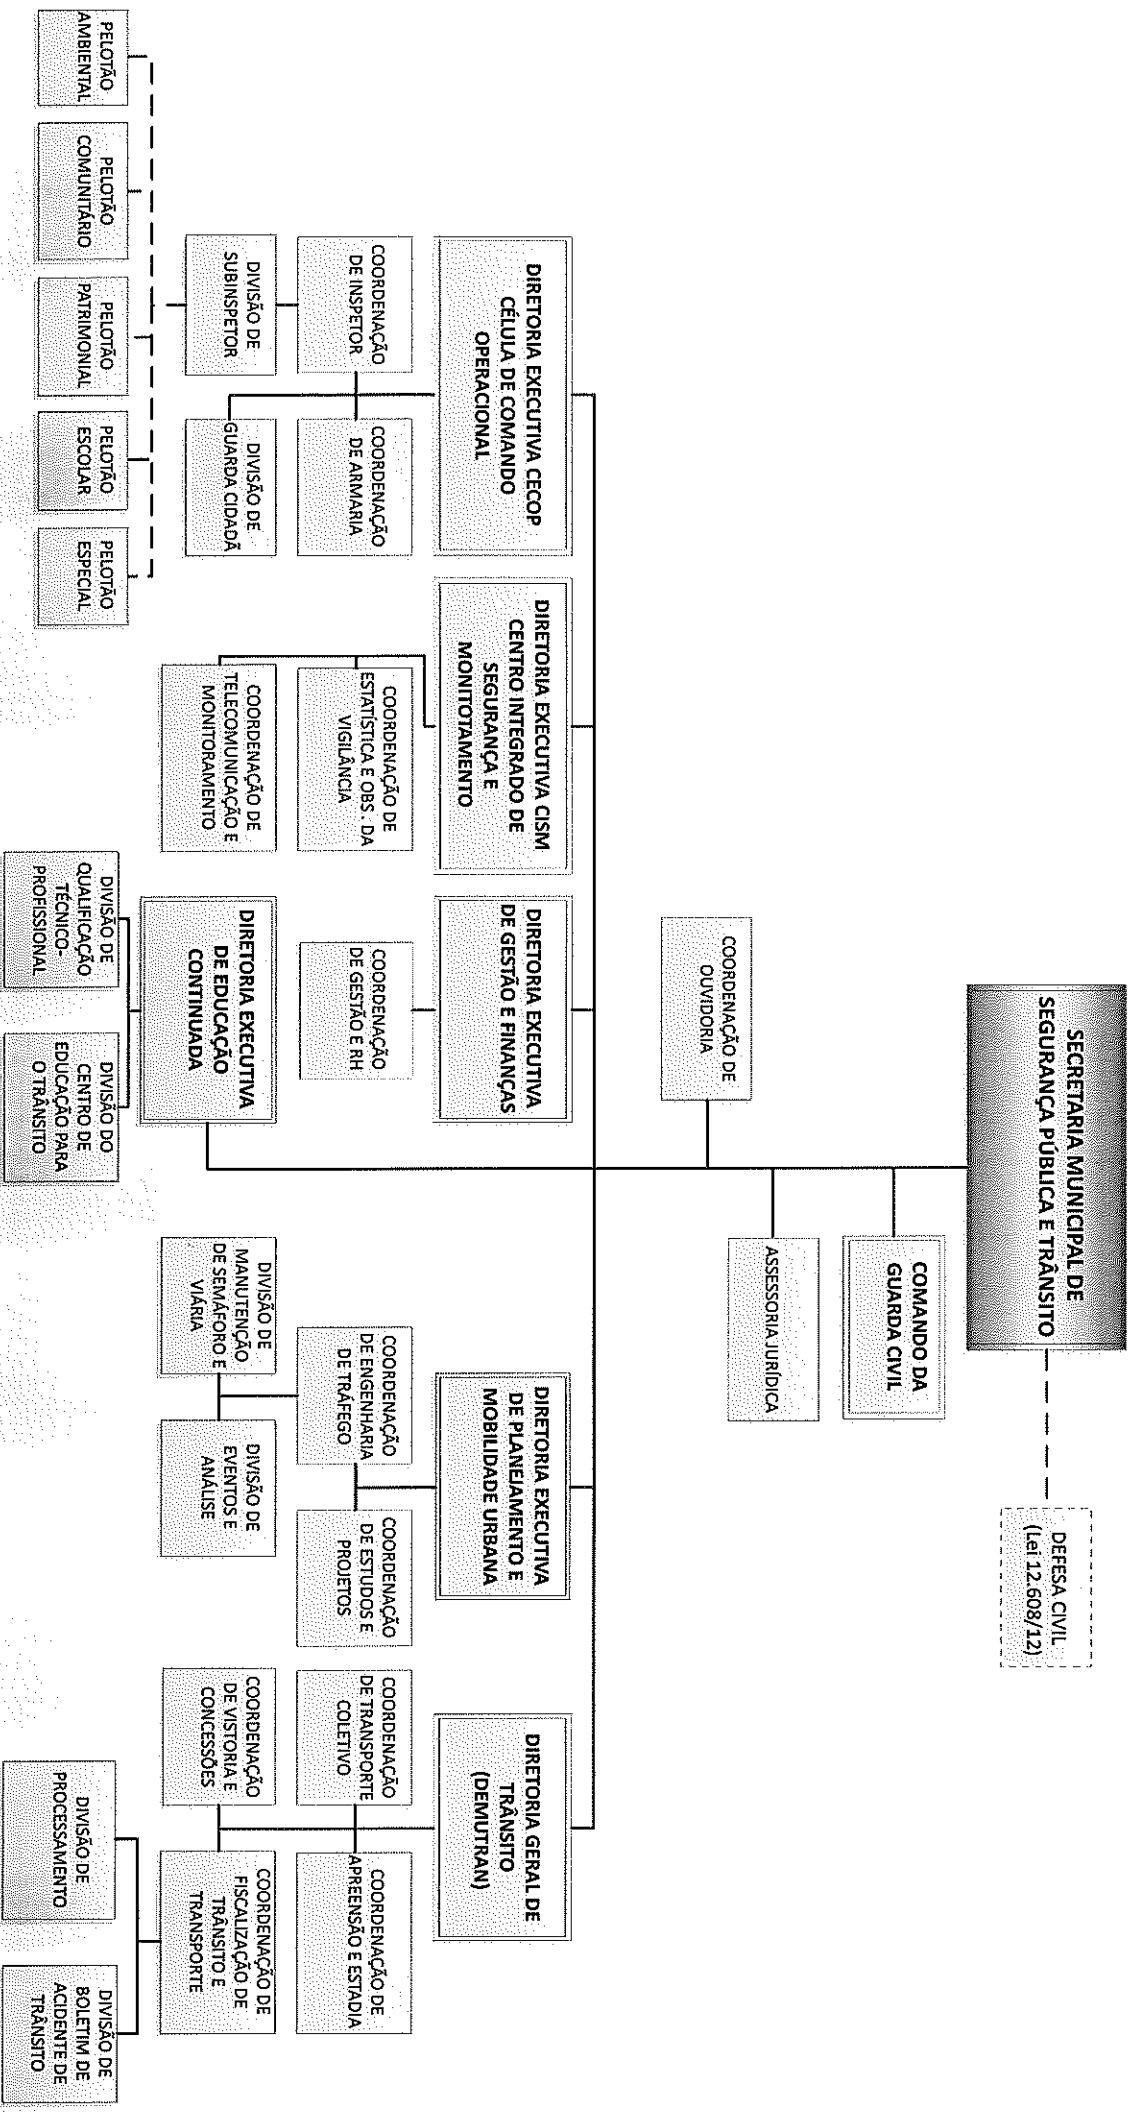 SECRETARIA MUNICIPAL DE
SEGURANÇA PÚBLICA E TRÂNSITO
DEFESA CIVIL
(Lei 12.608/12)
COMANDO DA
GUARDA CIVIL
ASSESSORIA JURÍDICA
COORDENAÇÃO DE
OUVIDORIA
DIRETORIA EXECUTIVA CECOP
CÉLULA DE COMANDO
OPERACIONAL
DIRETORIA EXECUTIVA CISM
CENTRO INTEGRADO DE
SEGURANÇA E
MONITOTAMENTO
DIRETORIA EXECUTIVA
DE GESTÃO E FINANÇAS
DIRETORIA EXECUTIVA
DE PLANEJAMENTO E
MOBILIDADE URBANA
DIRETORIA GERAL DE
TRÂNSITO
(DEMUTRAN)
COORDENAÇÃO
DE INSPETOR
COORDENAÇÃO
DE ARMARIA
COORDENAÇÃO DE
ESTATÍSTICA E OBS . DA
VIGILÂNCIA
COORDENAÇÃO
DE GESTÃO E RH
COORDENAÇÃO
DE ENGENHARIA
DE TRÁFEGO
COORDENAÇÃO
DE ESTUDOS E
PROJETOS
COORDENAÇÃO
DE TRANSPORTE
COLETIVO
COORDENAÇÃO DE
APREENSÃO E ESTADIA
DIVISÃO DE
SUBINSPETOR
DIVISÃO DE
GUARDA CIDADÃ
COORDENAÇÃO DE
TELECOMUNICAÇÃO E
MONITORAMENTO
DIRETORIA EXECUTIVA
DE EDUCAÇÃO
CONTINUADA
DIVISÃO DE
MANUTENÇÃO
DE SEMÁFORO E
VIÁRIA
DIVISÃO DE
EVENTOS E
ANÁLISE
COORDENAÇÃO
DE VISTORIA E
CONCESSÕES
COORDENAÇÃO DE
FISCALIZAÇÃO DE
TRÂNSITO E
TRANSPORTE
PELOTÃO
AMBIENTAL
PELOTÃO
COMUNITÁRIO
PELOTÃO
PATRIMONIAL
PELOTÃO
ESCOLAR
PELOTÃO
ESPECIAL
DIVISÃO DE
QUALIFICAÇÃO
TÉCNICO-
PROFISSIONAL
DIVISÃO DO
CENTRO DE
EDUCAÇÃO PARA
O TRÂNSITO
DIVISÃO DE
PROCESSAMENTO
DIVISÃO DE
BOLETIM DE
ACIDENTE DE
TRÂNSITO